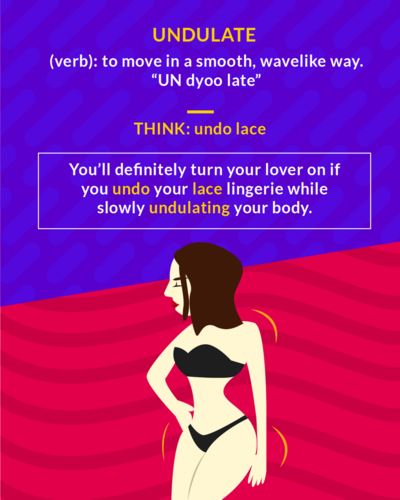 UNDULATE
(verb): to move in a smooth, wavelike way.
“UN dyoo late”
THINK: undo lace
You’ll definitely turn your lover on if
you undo your lace lingerie while
slowly undulating your body.